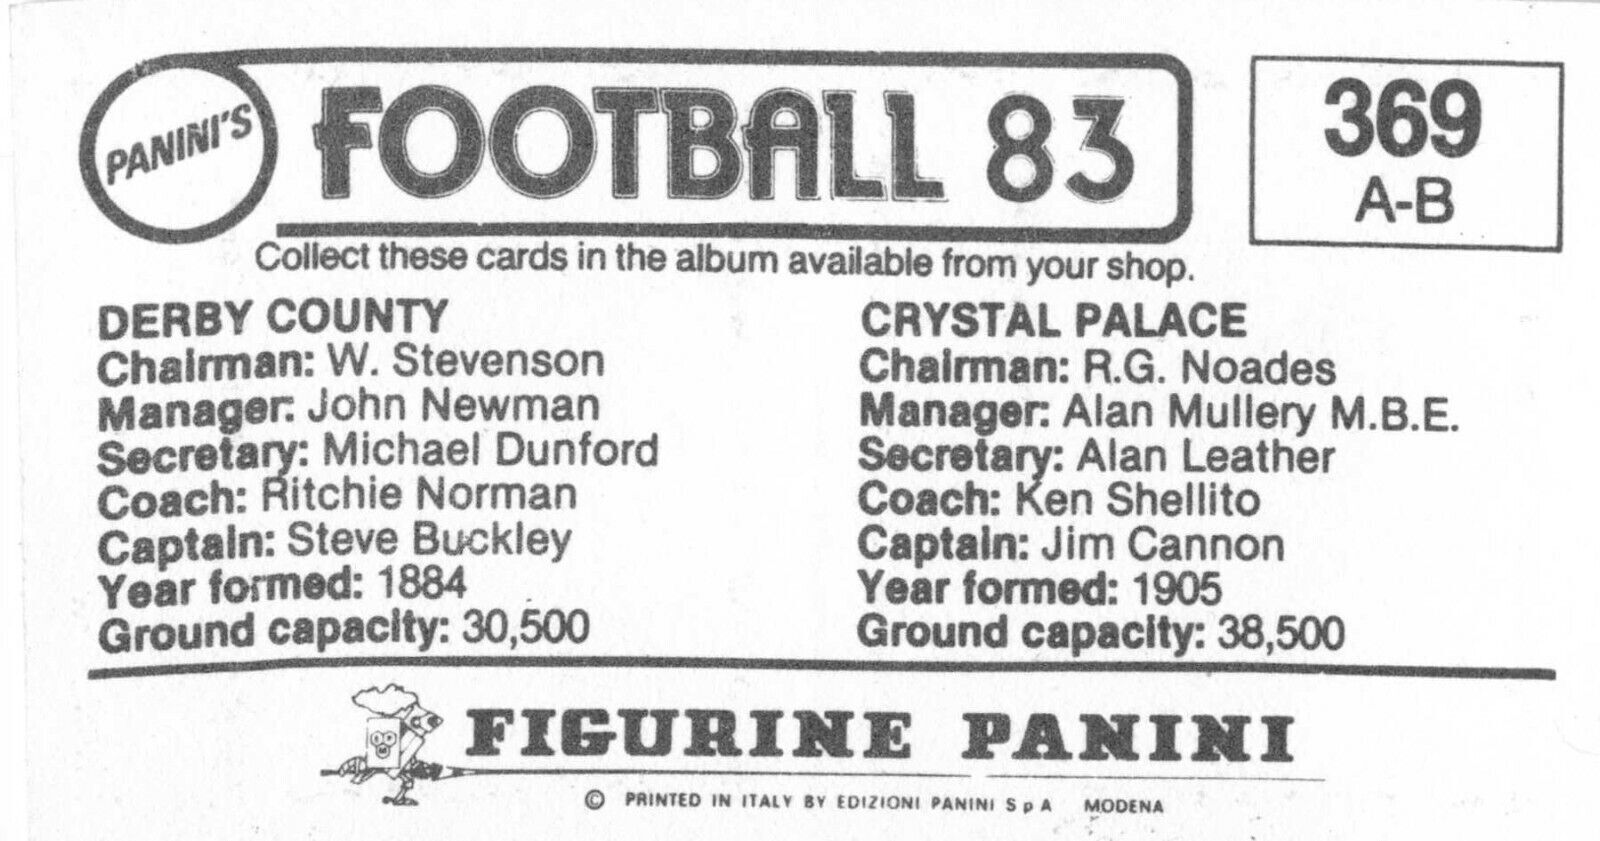 PANINI'S
FOOTBALL 83
369
A-B
Collect these cards in the album available from your shop.
DERBY COUNTY
Chairman: W. Stevenson
Manager: John Newman
Secretary: Michael Dunford
Coach: Ritchie Norman
Captain: Steve Buckley
Year formed: 1884
Ground capacity: 30,500
CRYSTAL PALACE
Chairman: R.G. Noades
Manager: Alan Mullery M.B.E.
Secretary: Alan Leather
Coach: Ken Shellito
Captain: Jim Cannon
Year formed: 1905
Ground capacity: 38,500
FIGURINE PANINI
© PRINTED IN ITALY BY EDIZIONI PANINI S p A MODENA